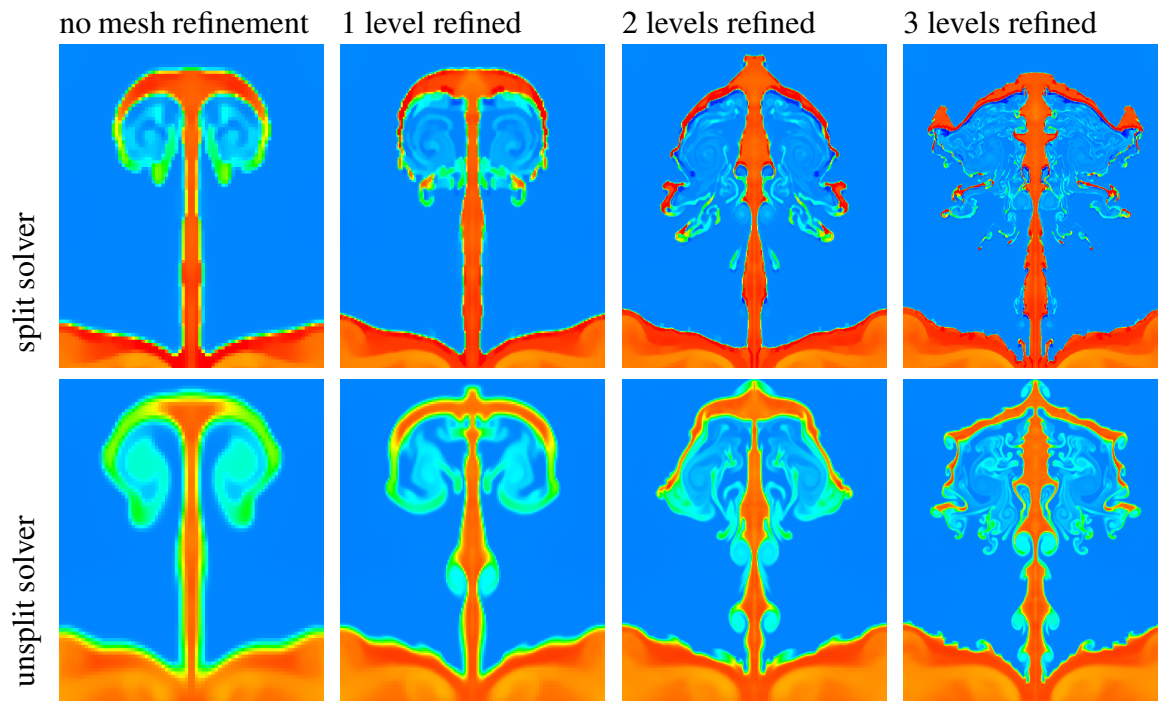 no mesh refinement
1 level refined
2 levels refined
3 levels refined
split solver
unsplit solver